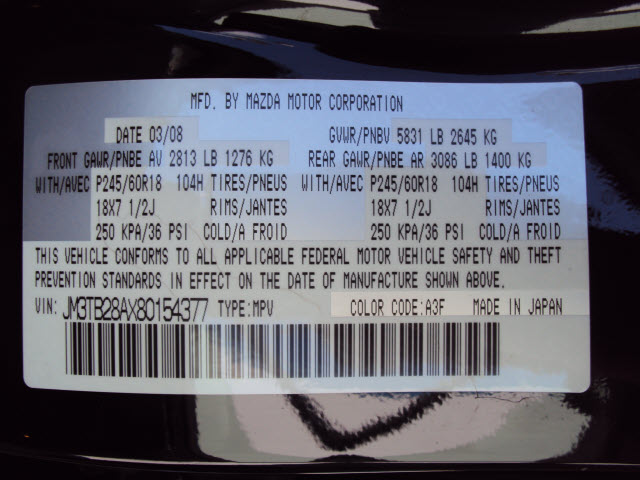 MFD. BY MAZDA MOTOR CORPORATION
DATE 03/08 GVWR/PNBV 5831 LB 2645 KG
FRONT GAWR/PNBE AV 2813 LB 1276 KG REAR GAWR/PNBE AR 3086 LB 1400 KG
WITH/AVEC P245/60R18 104H TIRES/PNEUS WITH/AVEC P245/60R18 104H TIRES/PNEUS
18X7 1/2J RIMS/JANTES 18X7 1/2J RIMS/JANTES
250 KPA/36 PSI COLD/A FROID 250 KPA/36 PSI COLD/A FROID
THIS VEHICLE CONFORMS TO ALL APPLICABLE FEDERAL MOTOR VEHICLE SAFETY AND THEFT
PREVENTION STANDARDS IN EFFECT ON THE DATE OF MANUFACTURE SHOWN ABOVE.
VIN: JM3TB28AX80154377 TYPE:MPV COLOR CODE:A3F MADE IN JAPAN